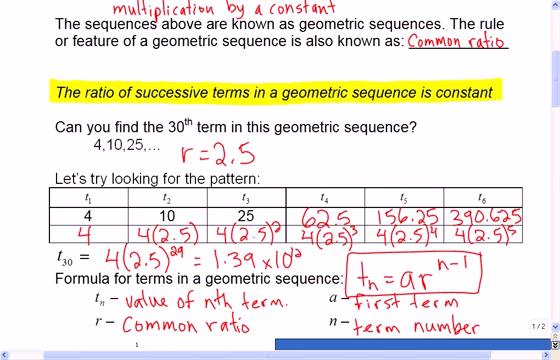 multiplication by a constant
The sequences above are known as geometric sequences. The rule
or feature of a geometric sequence is also known as: Common ratio
The ratio of successive terms in a geometric sequence is constant
Can you find the 30th term in this geometric sequence?
4,10,25,... r = 2.5
Let's try looking for the pattern:
t₁ t₂ t₃ t₄ t₅ t₆
4 10 25 62.5 156.25 390.625
4 4(2.5) 4(2.5)² 4(2.5)³ 4(2.5)⁴ 4(2.5)⁵
t₃₀ = 4(2.5)²⁹ = 1.39 x10¹²
Formula for terms in a geometric sequence: tₙ = arⁿ⁻¹
tₙ – value of nth term. a – first term
r – Common ratio n – term number
1/2
1